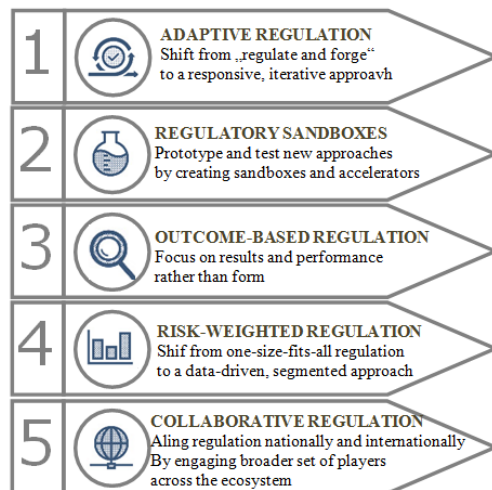 1
ADAPTIVE REGULATION
Shift from „regulate and forge“
to a responsive, iterative approavh
2
REGULATORY SANDBOXES
Prototype and test new approaches
by creating sandboxes and accelerators
3
OUTCOME-BASED REGULATION
Focus on results and performance
rather than form
4
RISK-WEIGHTED REGULATION
Shif from one-size-fits-all regulation
to a data-driven, segmented approach
5
COLLABORATIVE REGULATION
Aling regulation nationally and internationally
By engaging broader set of players
across the ecosystem